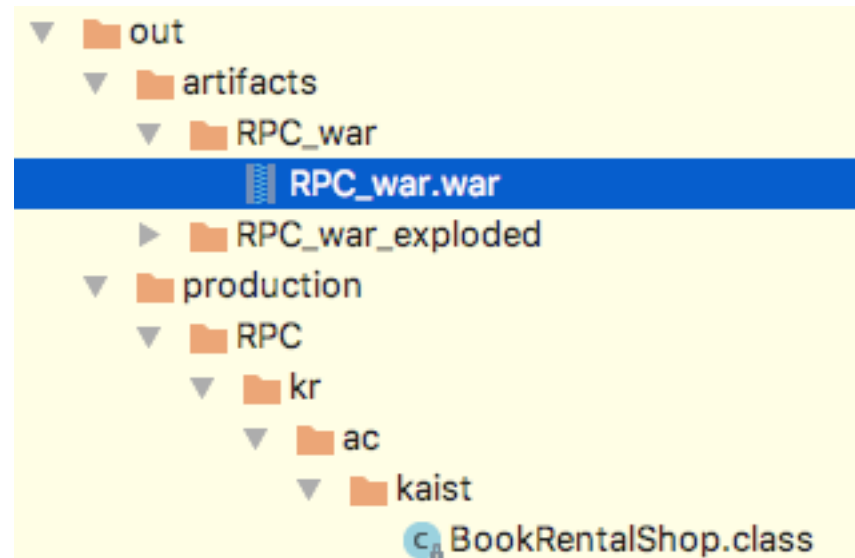 out
artifacts
RPC_war
RPC_war.war
RPC_war_exploded
production
RPC
kr
ac
kaist
BookRentalShop.class